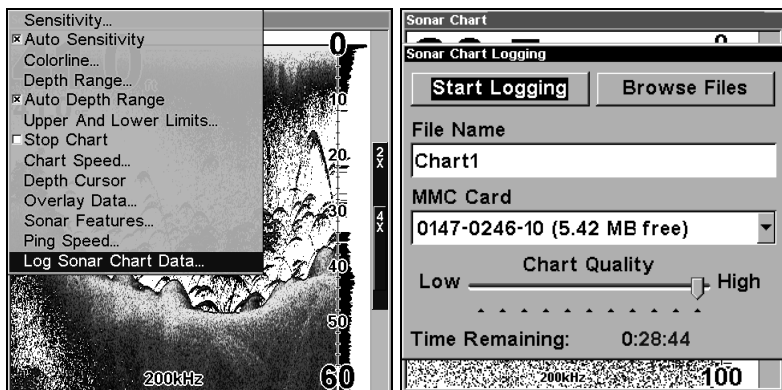 Sensitivity...
Auto Sensitivity
Colorline...
Depth Range...
Auto Depth Range
Upper And Lower Limits...
Stop Chart
Chart Speed...
Depth Cursor
Overlay Data...
Sonar Features...
Ping Speed...
Log Sonar Chart Data...
0
10
20
30
40
50
60
2X
4X
200kHz
Sonar Chart
0
Sonar Chart Logging
Start Logging
Browse Files
File Name
Chart1
MMC Card
0147-0246-10 (5.42 MB free)
Chart Quality
Low
High
Time Remaining: 0:28:44
200kHz
100